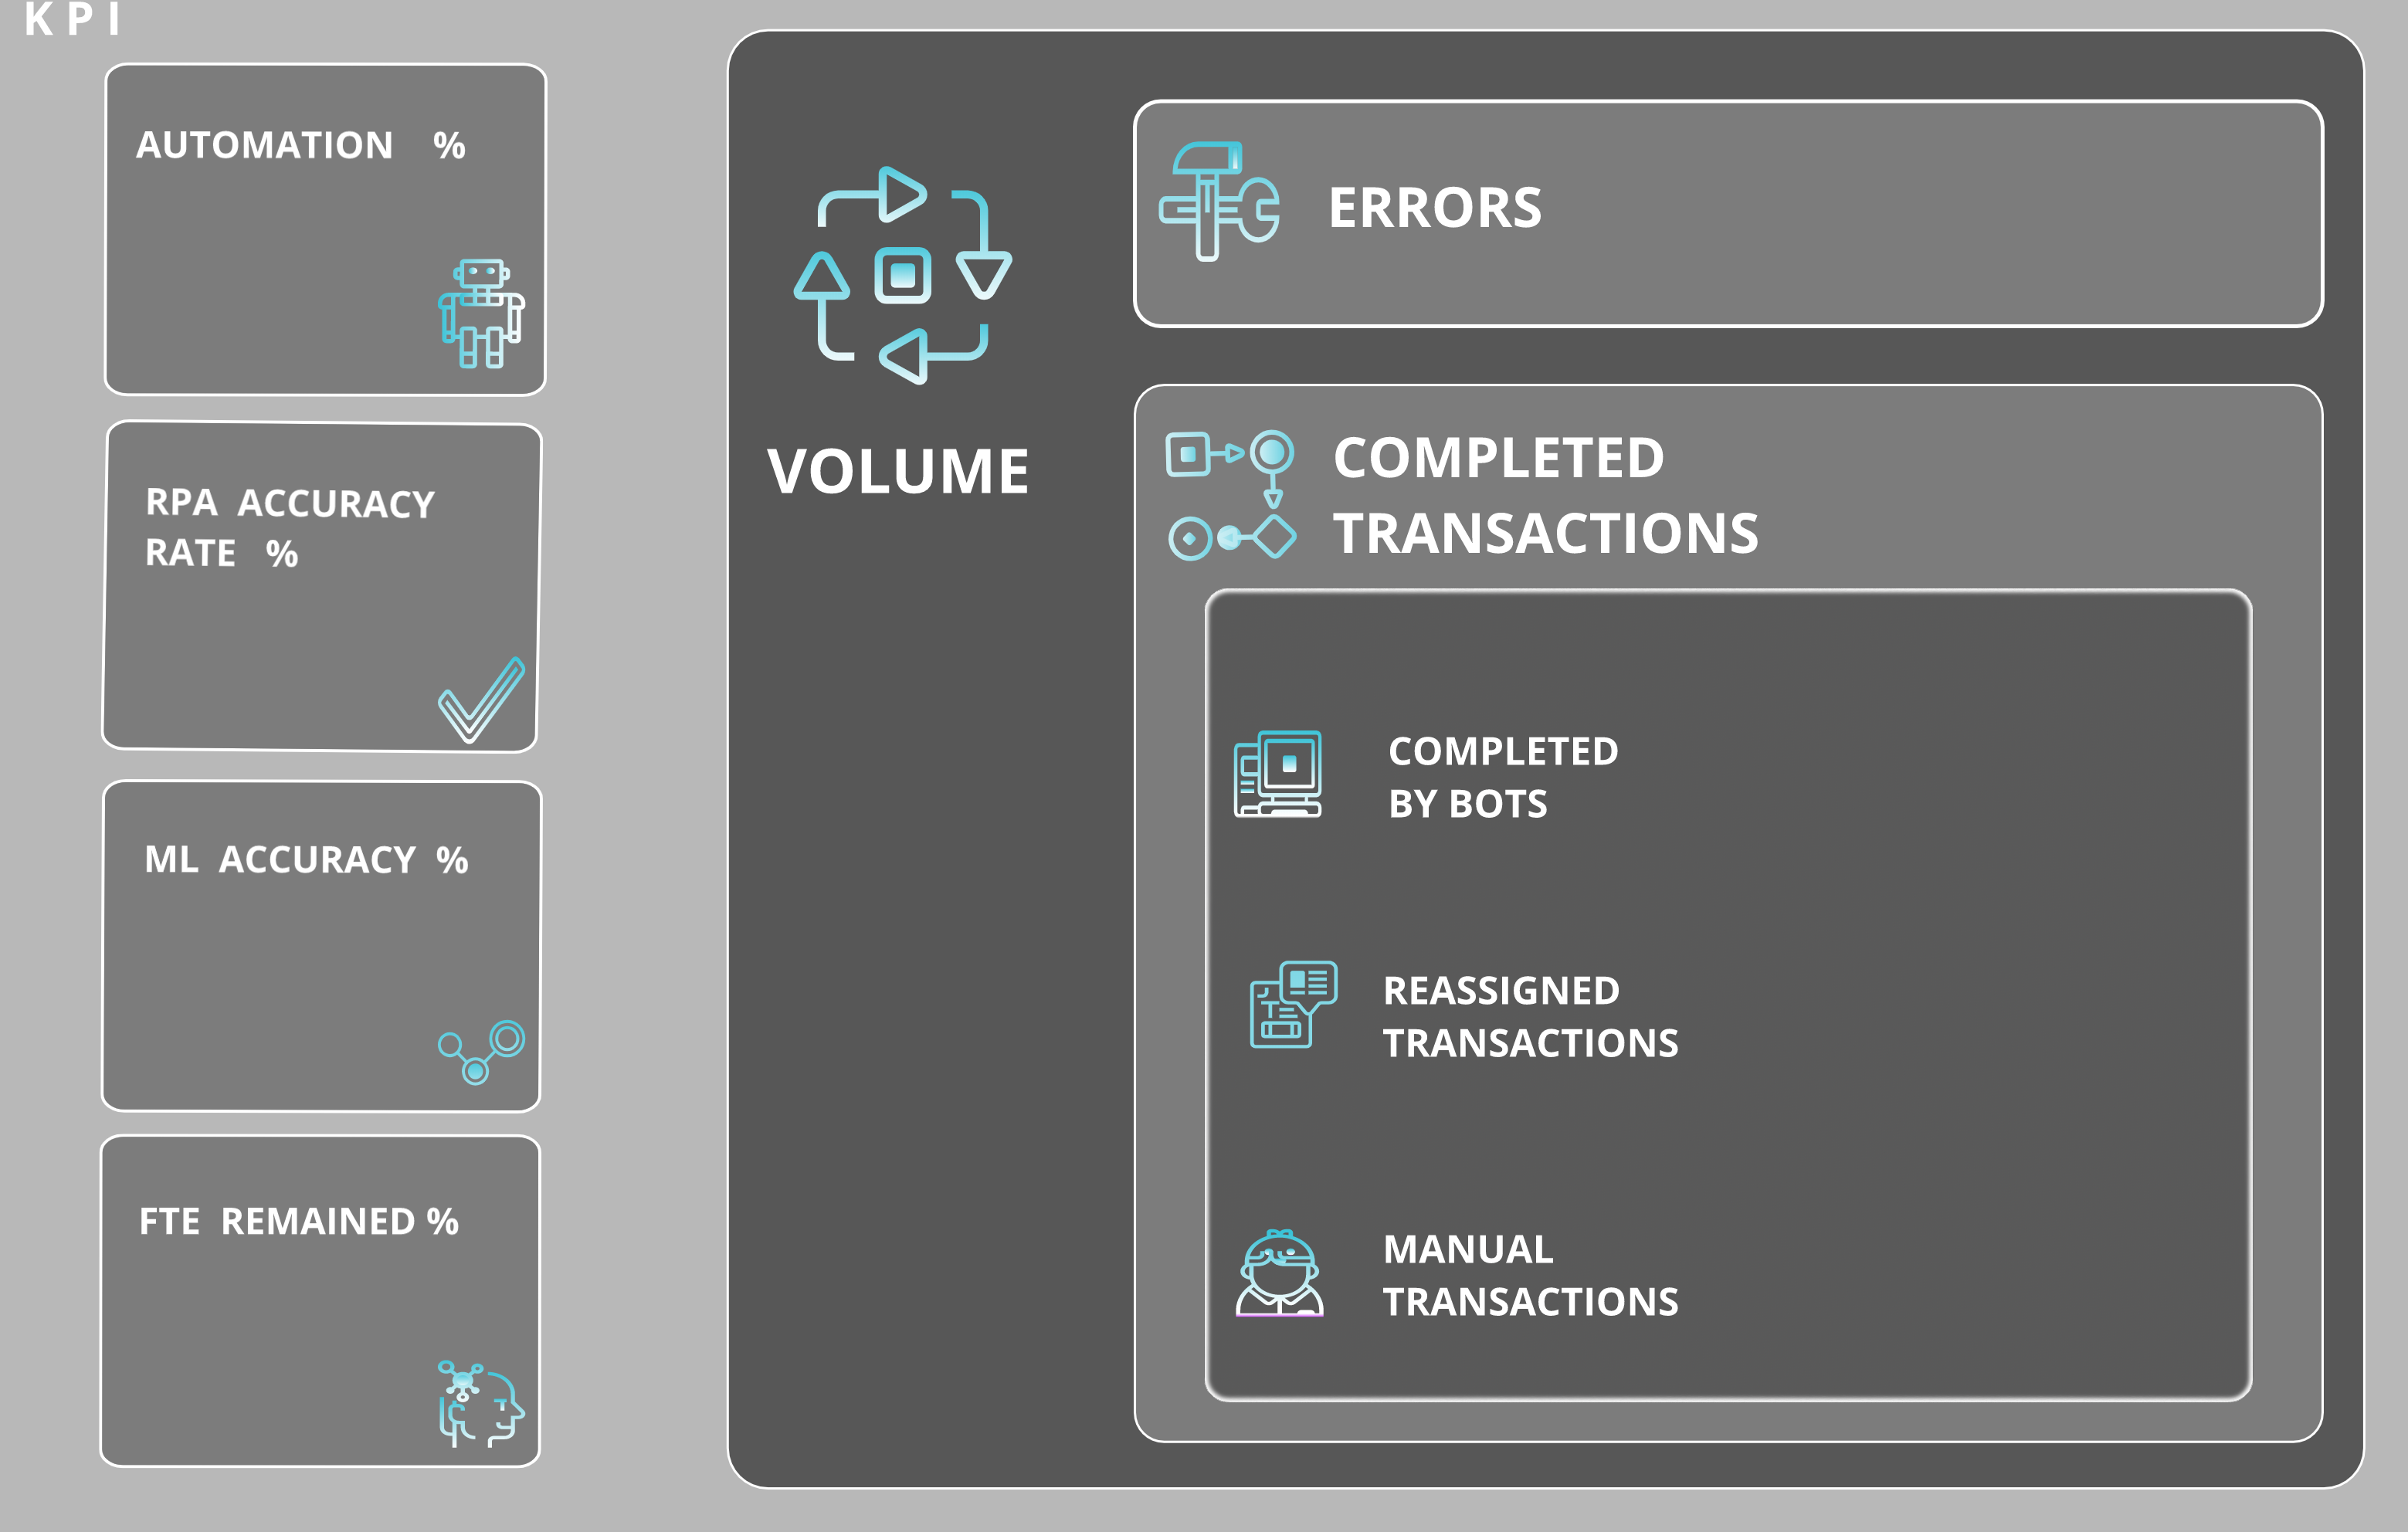 KPI
AUTOMATION %
RPA ACCURACY
RATE %
ML ACCURACY %
FTE REMAINED %
VOLUME
ERRORS
COMPLETED
TRANSACTIONS
COMPLETED
BY BOTS
REASSIGNED
TRANSACTIONS
MANUAL
TRANSACTIONS